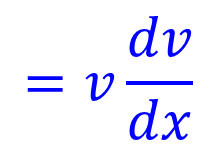 = v dv/dx